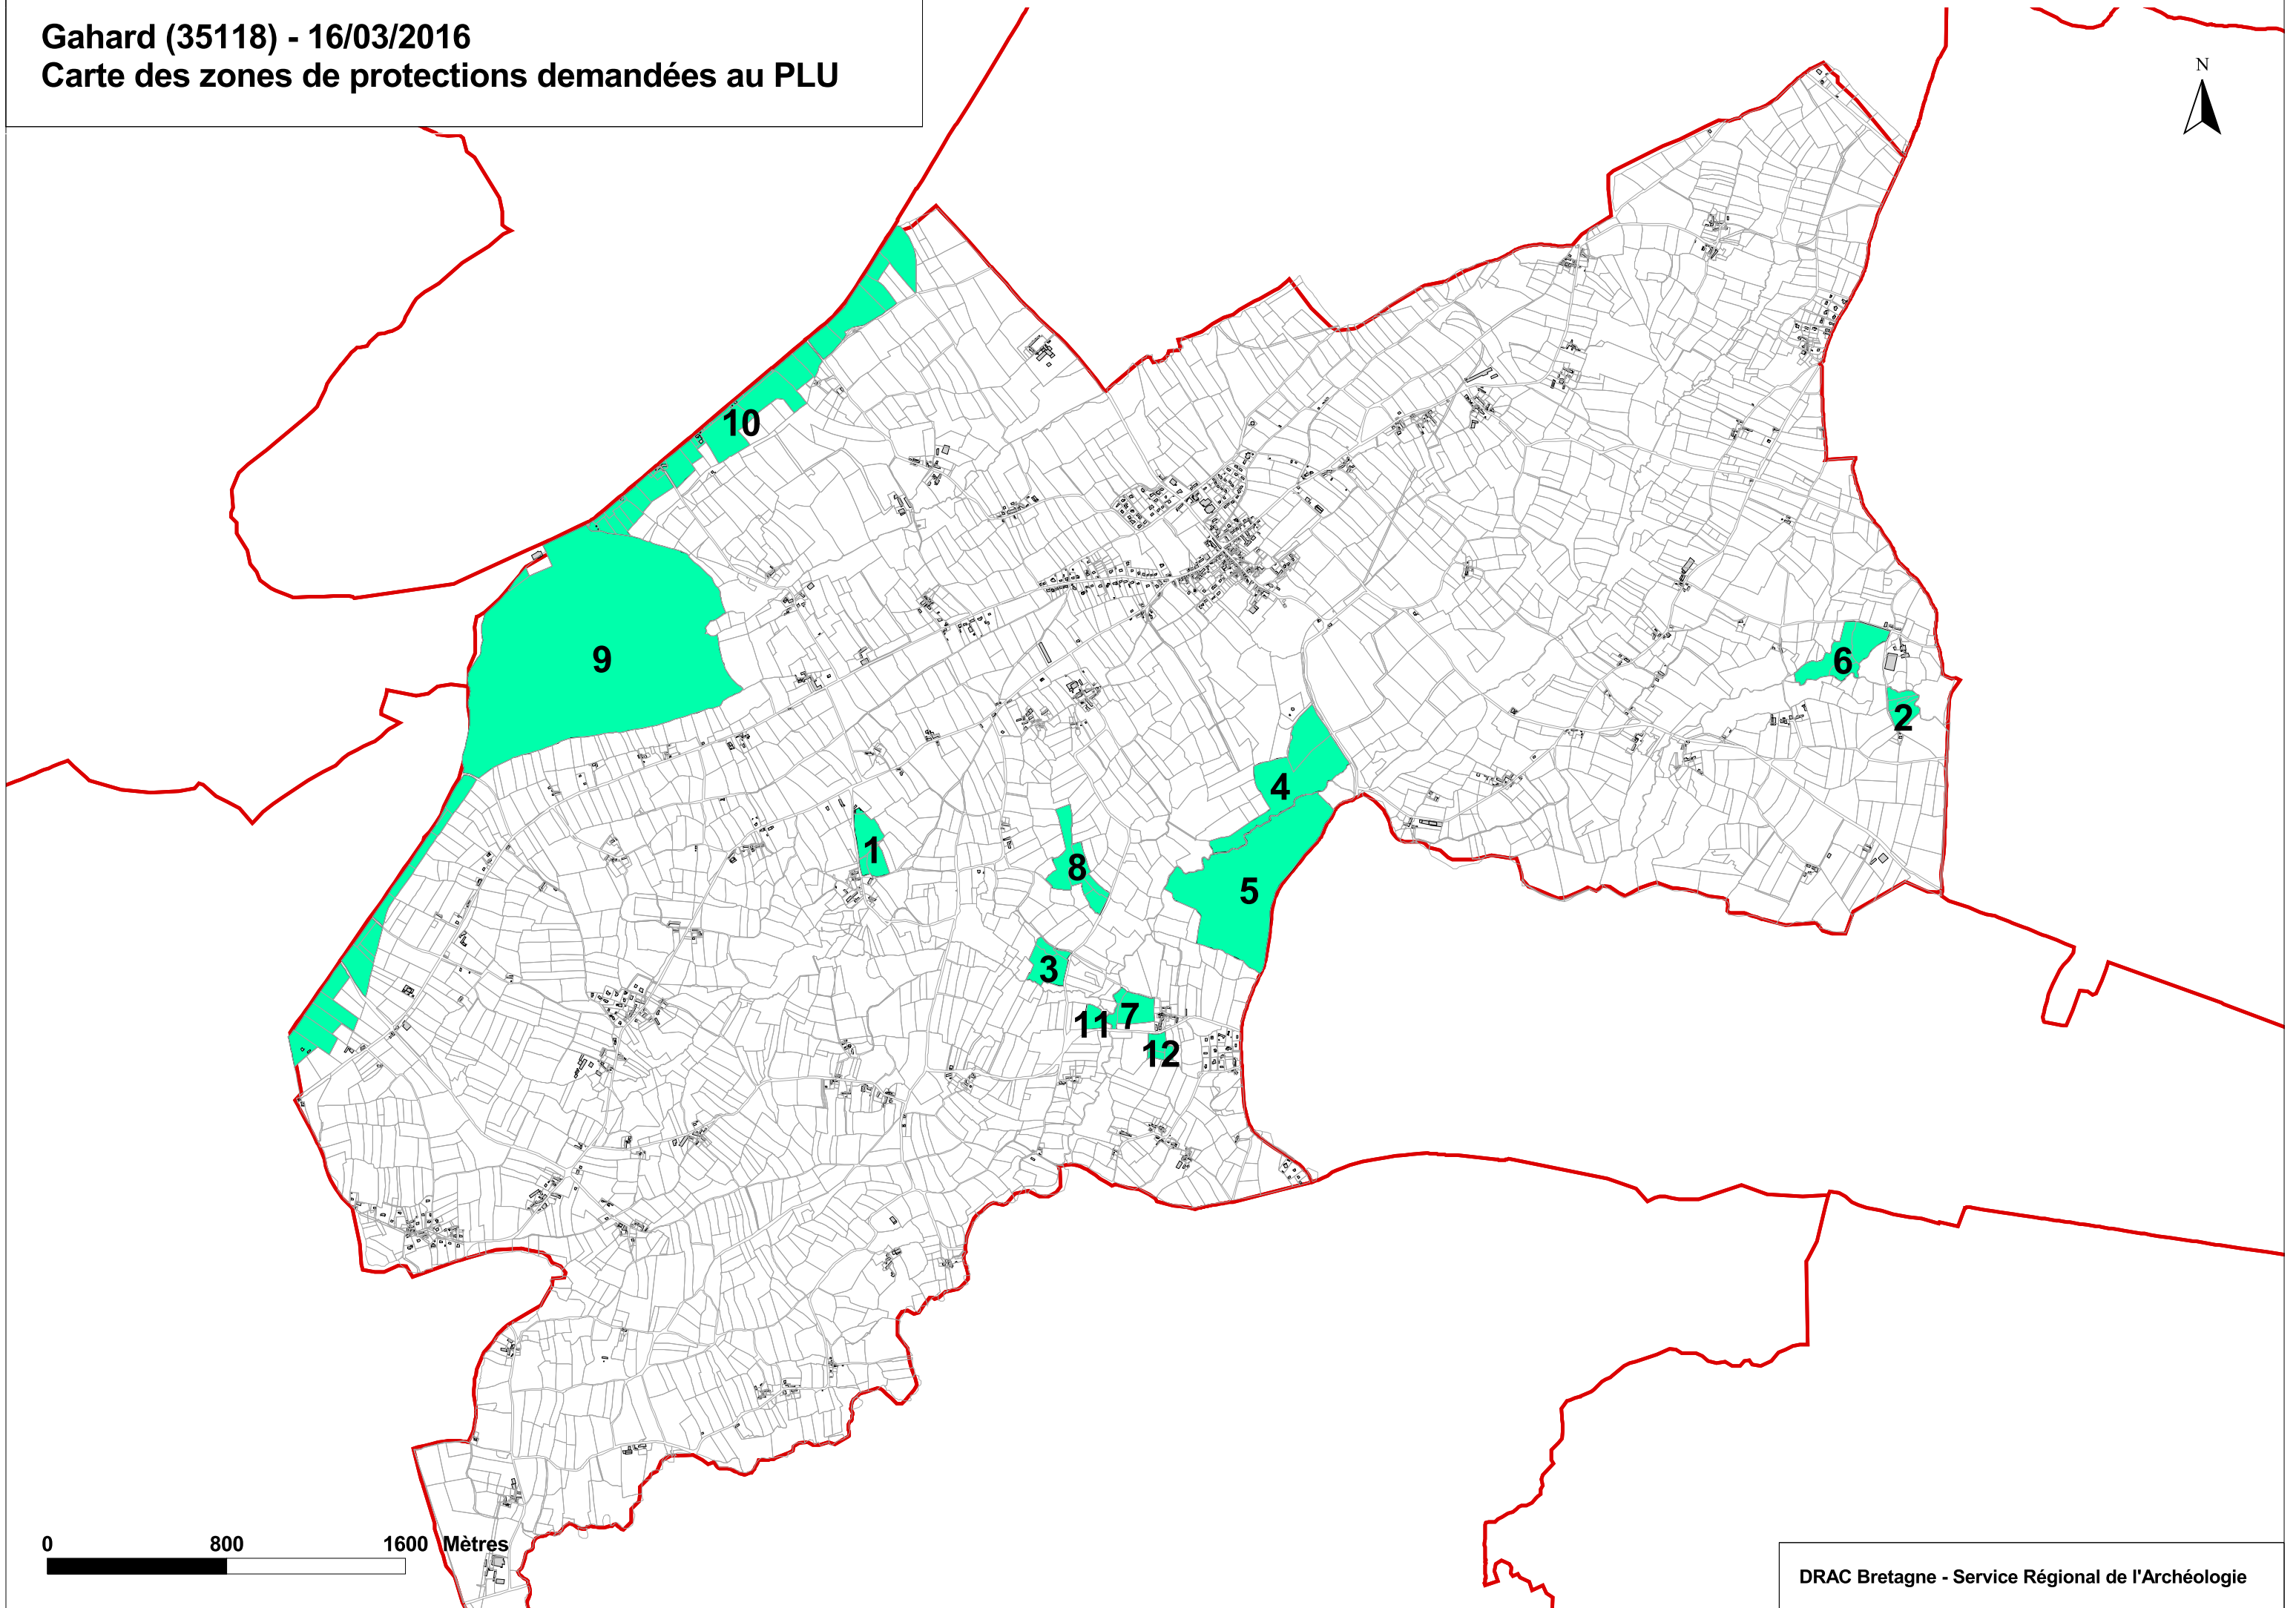 Gahard (35118) - 16/03/2016
Carte des zones de protections demandées au PLU
N
10
9
6
2
4
1
8
5
3
7
11
12
0 800 1600 Mètres
DRAC Bretagne - Service Régional de l'Archéologie